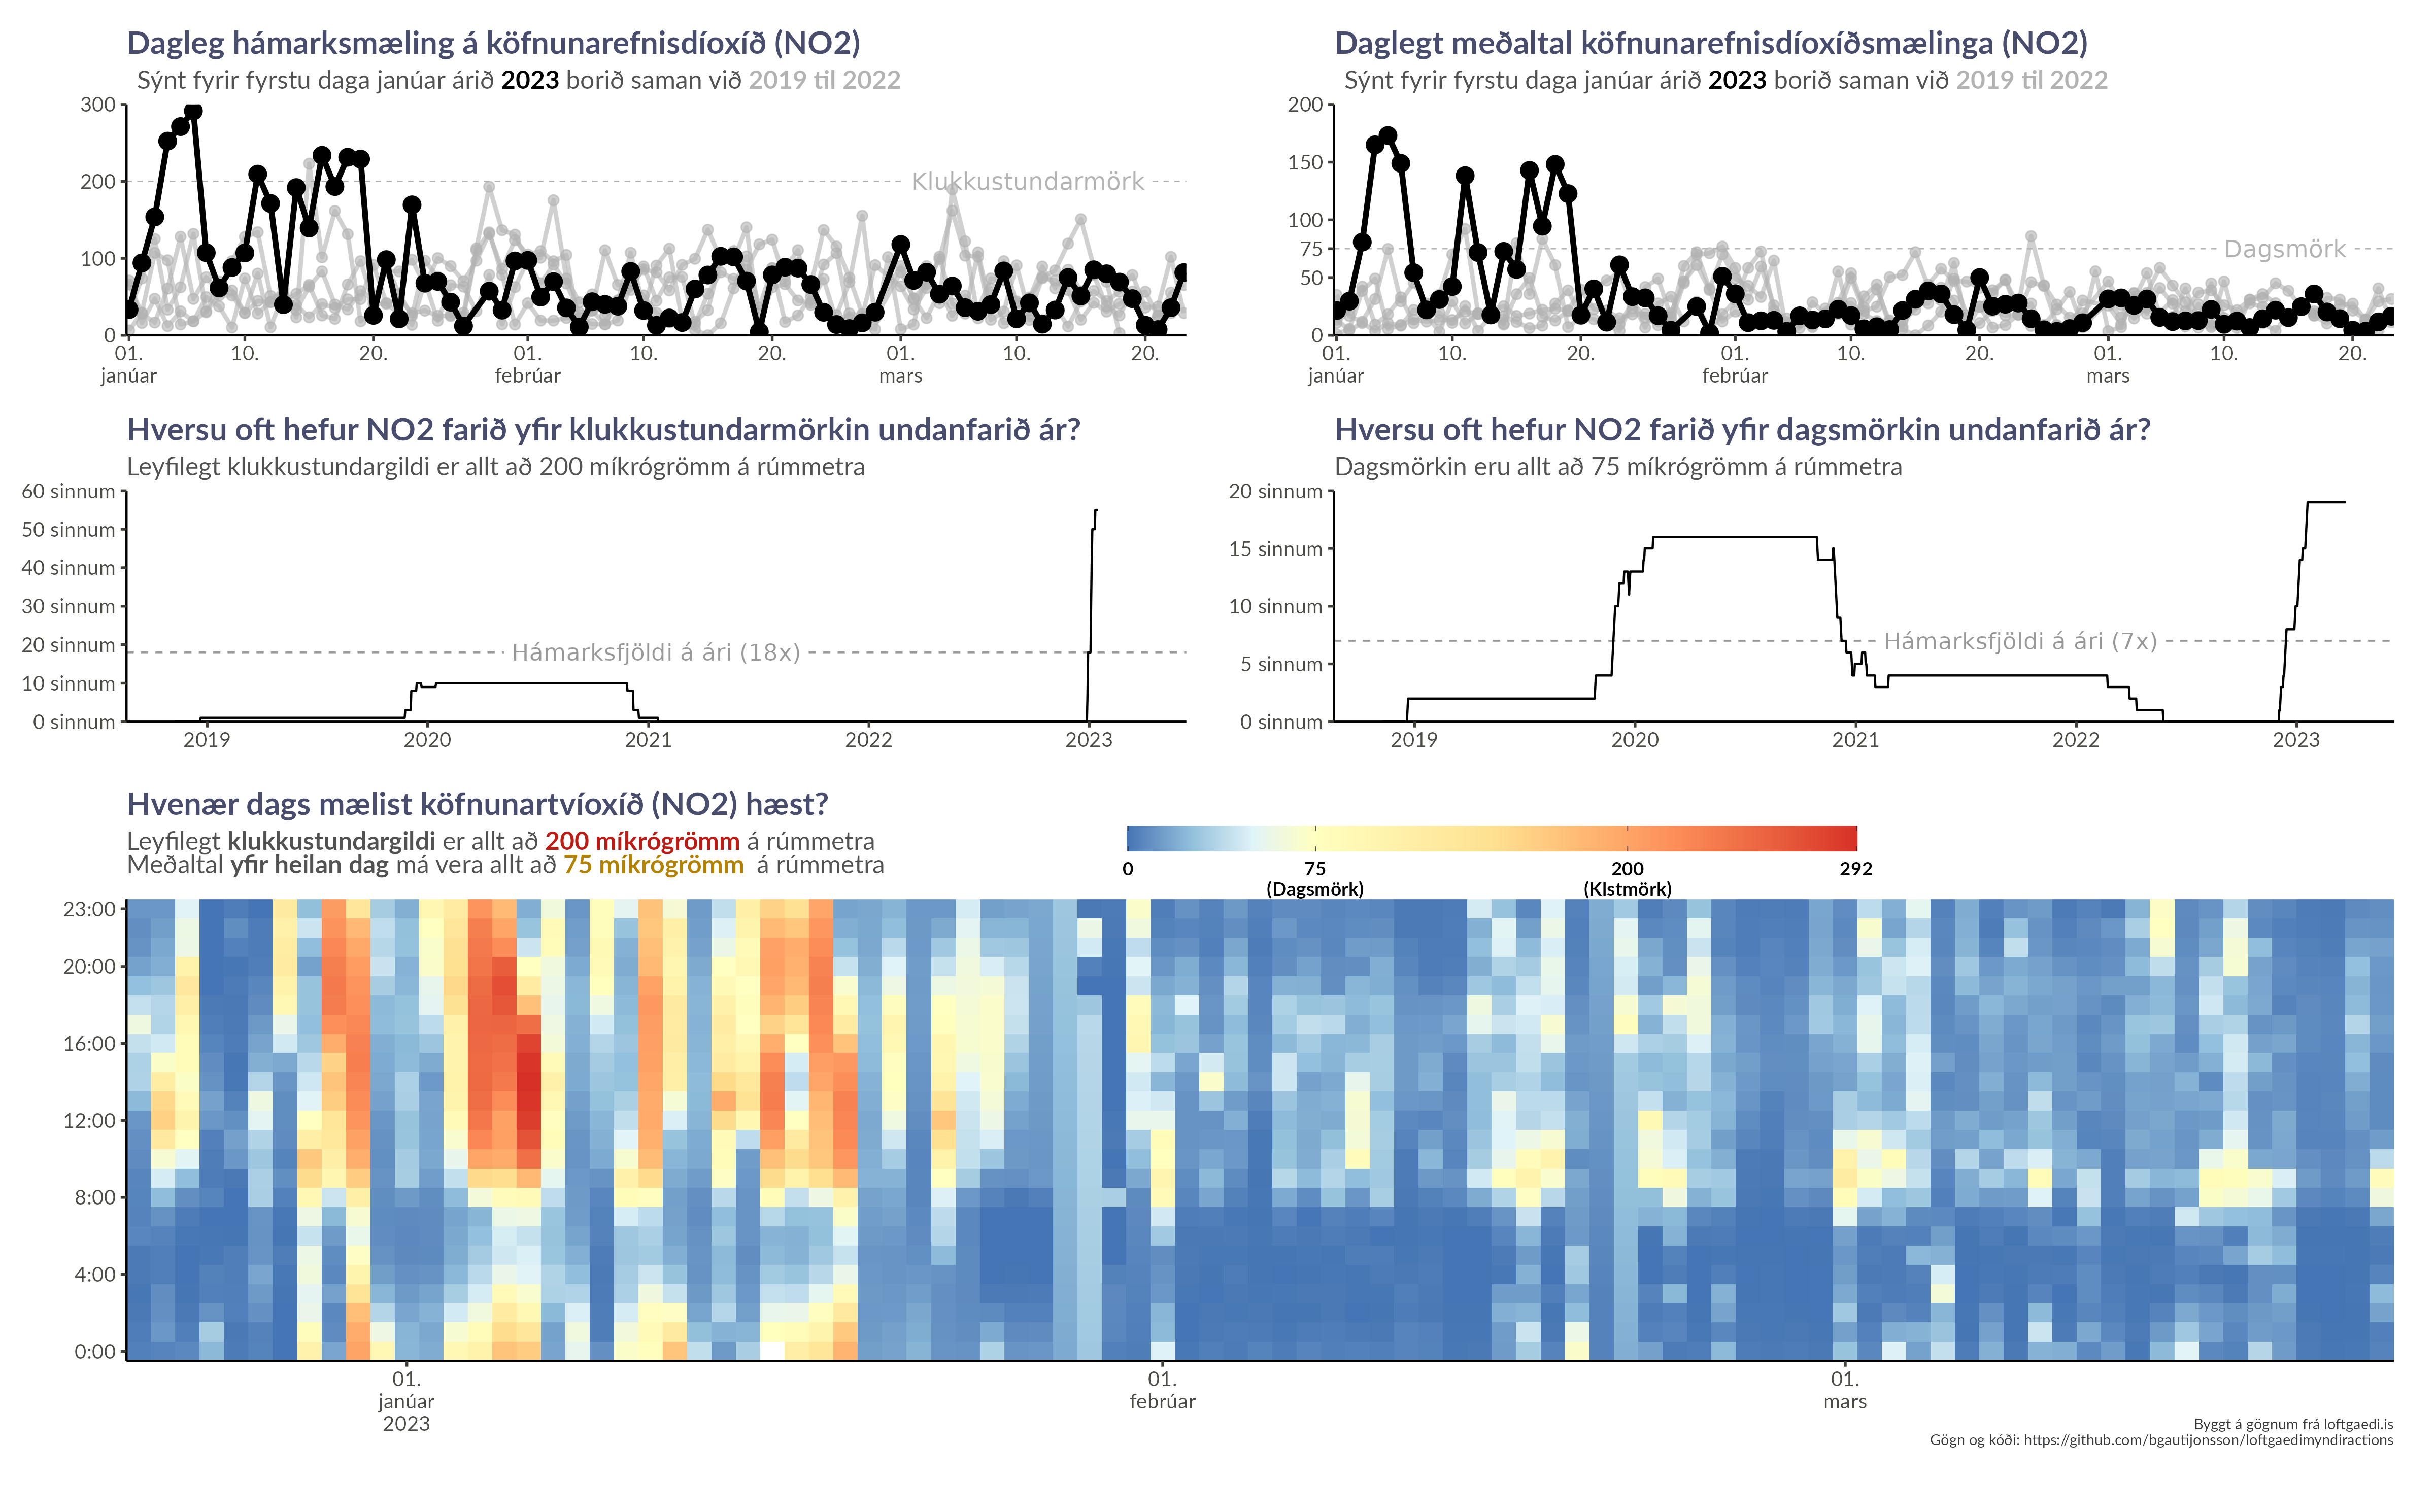 Dagleg hámarksmæling á köfnunarefnisdíoxíð (NO2)
Sýnt fyrir fyrstu daga janúar árið 2023 borið saman við 2019 til 2022
300
200
100
0
Klukkustundarmörk
01. 10. 20. 01. 10. 20. 01. 10. 20.
janúar febrúar mars
Daglegt meðaltal köfnunarefnisdíoxíðsmælinga (NO2)
Sýnt fyrir fyrstu daga janúar árið 2023 borið saman við 2019 til 2022
200
150
100
75
50
0
Dagsmörk
01. 10. 20. 01. 10. 20. 01. 10. 20.
janúar febrúar mars
Hversu oft hefur NO2 farið yfir klukkustundarmörkin undanfarið ár?
Leyfilegt klukkustundargildi er allt að 200 míkrógrömm á rúmmetra
60 sinnum
50 sinnum
40 sinnum
30 sinnum
20 sinnum
10 sinnum
0 sinnum
Hámarksfjöldi á ári (18x)
2019 2020 2021 2022 2023
Hversu oft hefur NO2 farið yfir dagsmörkin undanfarið ár?
Dagsmörkin eru allt að 75 míkrógrömm á rúmmetra
20 sinnum
15 sinnum
10 sinnum
5 sinnum
0 sinnum
Hámarksfjöldi á ári (7x)
2019 2020 2021 2022 2023
Hvenær dags mælist köfnunartvíoxíð (NO2) hæst?
Leyfilegt klukkustundargildi er allt að 200 míkrógrömm á rúmmetra
Meðaltal yfir heilan dag má vera allt að 75 míkrógrömm á rúmmetra
0 75 200 292
(Dagsmörk) (Klstmörk)
23:00
20:00
16:00
12:00
8:00
4:00
0:00
01. 01. 01.
janúar febrúar mars
2023
Byggt á gögnum frá loftgaedi.is
Gögn og kóði: https://github.com/bgautijonsson/loftgaedimyndiractions